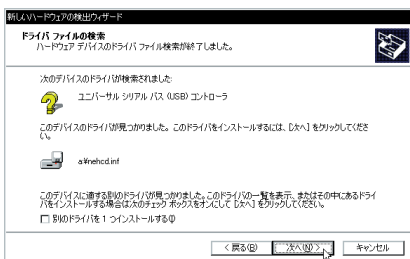 新しいハードウェアの検出ウィザード
ドライバ ファイルの検索
ハードウェア デバイスのドライバ ファイル検索が終了しました。
次のデバイスのドライバが検索されました:
ユニバーサル シリアル バス (USB) コントローラ
このデバイスのドライバが見つかりました。このドライバをインストールするには、[次へ] をクリックしてくださ
い。
a:¥nehcd.inf
このデバイスに適する別のドライバが見つかりました。このドライバの一覧を表示、またはその中にあるドライ
バをインストールする場合は次のチェック ボックスをオンにして [次へ] をクリックしてください。
別のドライバを 1 つインストールする(I)
< 戻る(B)
次へ(N) >
キャンセル